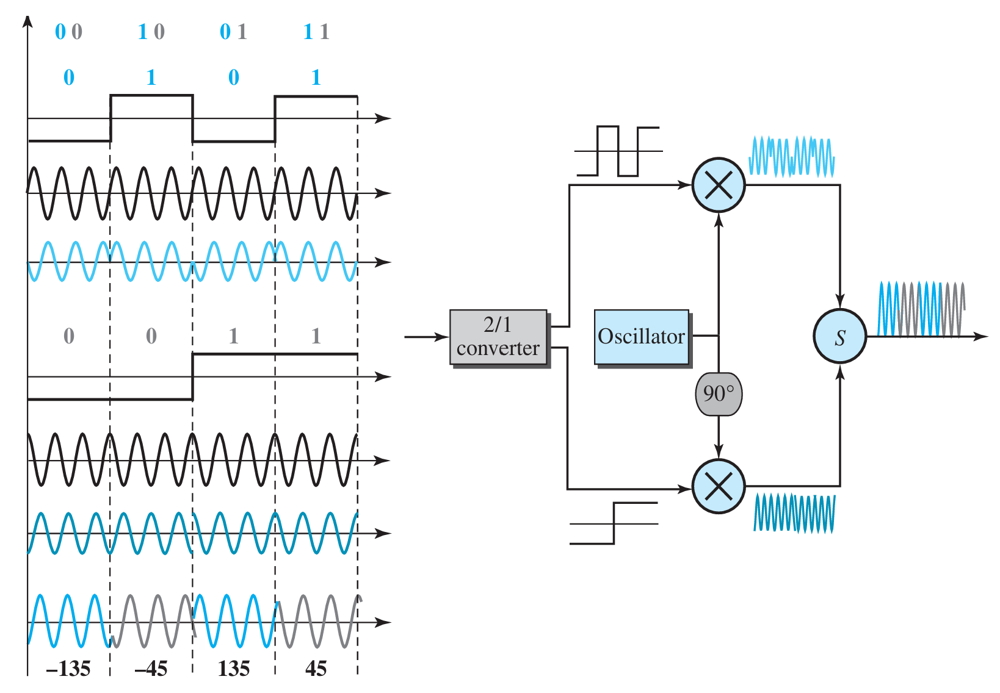 0 0 1 0 0 1 1 1
0 1 0 1
0 0 1 1
–135 –45 135 45
2/1
converter
Oscillator
90°
S